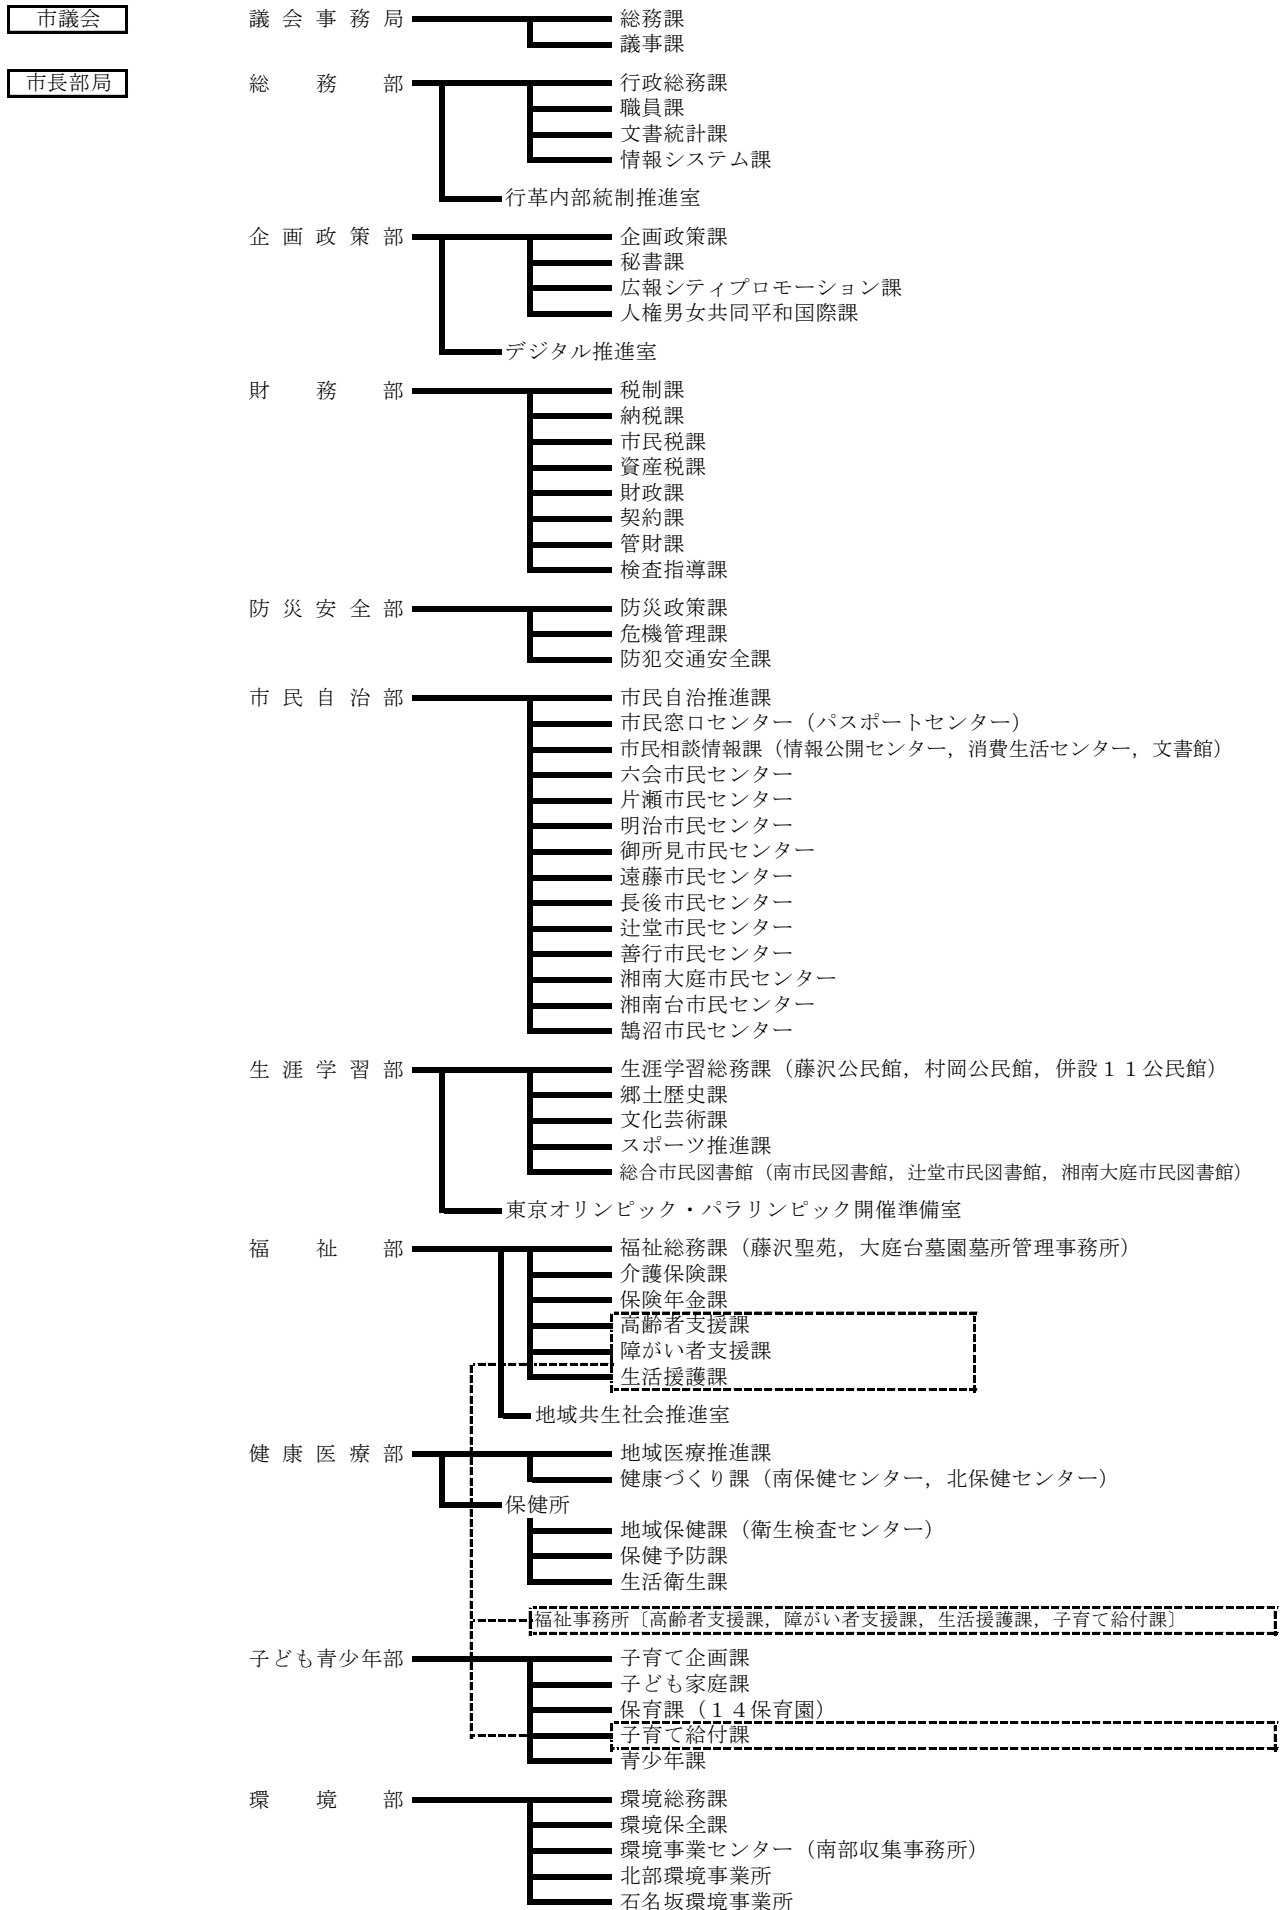 市議会 議会事務局 総務課
議事課
市長部局 総務部 行政総務課
職員課
文書統計課
情報システム課
行革内部統制推進室
企画政策部 企画政策課
秘書課
広報シティプロモーション課
人権男女共同平和国際課
デジタル推進室
財務部 税制課
納税課
市民税課
資産税課
財政課
契約課
管財課
検査指導課
防災安全部 防災政策課
危機管理課
防犯交通安全課
市民自治部 市民自治推進課
市民窓口センター（パスポートセンター）
市民相談情報課（情報公開センター，消費生活センター，文書館）
六会市民センター
片瀬市民センター
明治市民センター
御所見市民センター
遠藤市民センター
長後市民センター
辻堂市民センター
善行市民センター
湘南大庭市民センター
湘南台市民センター
鵠沼市民センター
生涯学習部 生涯学習総務課（藤沢公民館，村岡公民館，併設１１公民館）
郷土歴史課
文化芸術課
スポーツ推進課
総合市民図書館（南市民図書館，辻堂市民図書館，湘南大庭市民図書館）
東京オリンピック・パラリンピック開催準備室
福祉部 福祉総務課（藤沢聖苑，大庭台墓園墓所管理事務所）
介護保険課
保険年金課
高齢者支援課
障がい者支援課
生活援護課
地域共生社会推進室
健康医療部 地域医療推進課
健康づくり課（南保健センター，北保健センター）
保健所
地域保健課（衛生検査センター）
保健予防課
生活衛生課
福祉事務所〔高齢者支援課，障がい者支援課，生活援護課，子育て給付課〕
子ども青少年部 子育て企画課
子ども家庭課
保育課（１４保育園）
子育て給付課
青少年課
環境部 環境総務課
環境保全課
環境事業センター（南部収集事務所）
北部環境事業所
石名坂環境事業所